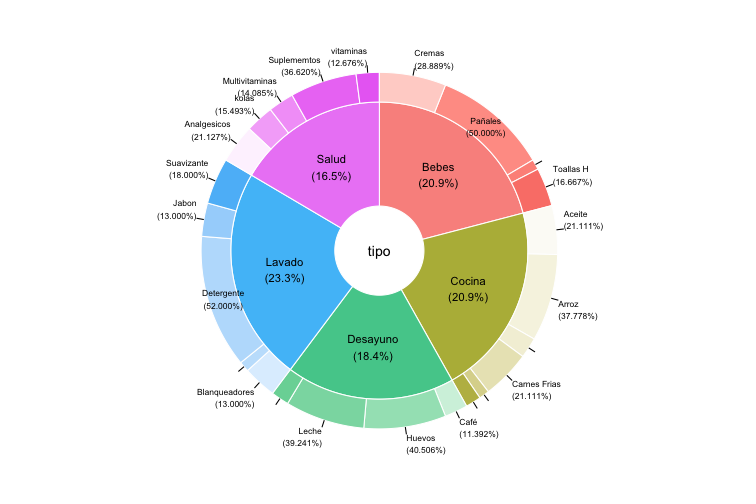 vitaminas
(12.676%)
Cremas
(28.889%)
Suplememtos
(36.620%)
Multivitaminas
(14.085%)
kolas
(15.493%)
Analgesicos
(21.127%)
Pañales
(50.000%)
Salud
(16.5%)
Bebes
(20.9%)
Toallas H
(16.667%)
Suavizante
(18.000%)
Jabon
(13.000%)
Aceite
(21.111%)
tipo
Lavado
(23.3%)
Cocina
(20.9%)
Detergente
(52.000%)
Arroz
(37.778%)
Desayuno
(18.4%)
Blanqueadores
(13.000%)
Carnes Frias
(21.111%)
Leche
(39.241%)
Huevos
(40.506%)
Café
(11.392%)